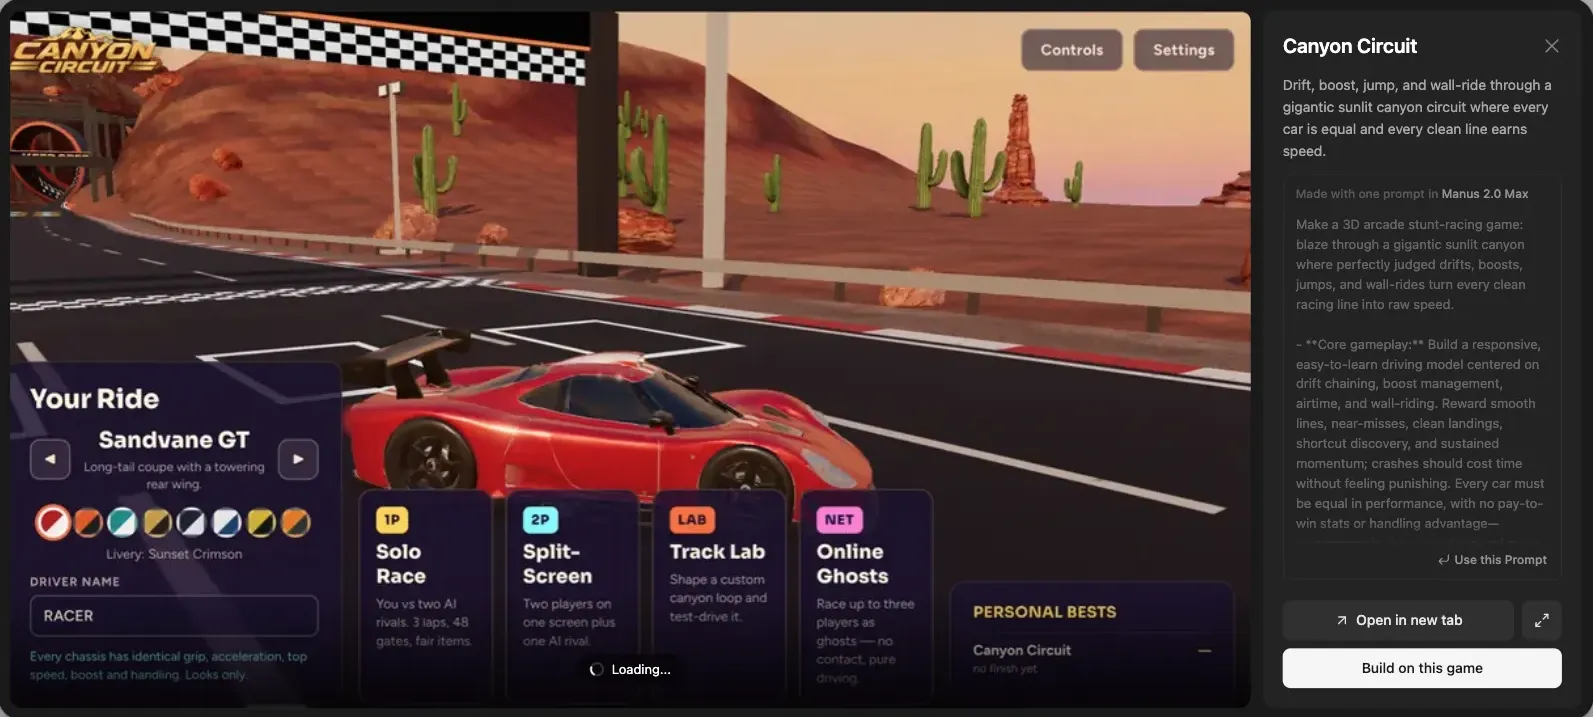 CANYON
CIRCUIT
Controls
Settings
Your Ride
Sandvane GT
Long-tail coupe with a towering
rear wing.
Livery: Sunset Crimson
DRIVER NAME
RACER
Every chassis has identical grip, acceleration, top
speed, boost and handling. Looks only.
1P
Solo
Race
You vs two AI
rivals. 3 laps, 48
gates, fair items.
2P
Split-
Screen
Two players on
one screen plus
one AI rival.
LAB
Track Lab
Shape a custom
canyon loop and
test-drive it.
NET
Online
Ghosts
Race up to three
players as
ghosts — no
contact, pure
driving.
Loading...
PERSONAL BESTS
Canyon Circuit —
no finish yet
Canyon Circuit
Drift, boost, jump, and wall-ride through a
gigantic sunlit canyon circuit where every
car is equal and every clean line earns
speed.
Made with one prompt in Manus 2.0 Max
Make a 3D arcade stunt-racing game:
blaze through a gigantic sunlit canyon
where perfectly judged drifts, boosts,
jumps, and wall-rides turn every clean
racing line into raw speed.
- **Core gameplay:** Build a responsive,
easy-to-learn driving model centered on
drift chaining, boost management,
airtime, and wall-riding. Reward smooth
lines, near-misses, clean landings,
shortcut discovery, and sustained
momentum; crashes should cost time
without feeling punishing. Every car must
be equal in performance, with no pay-to-
win stats or handling advantage—
Use this Prompt
Open in new tab
Build on this game